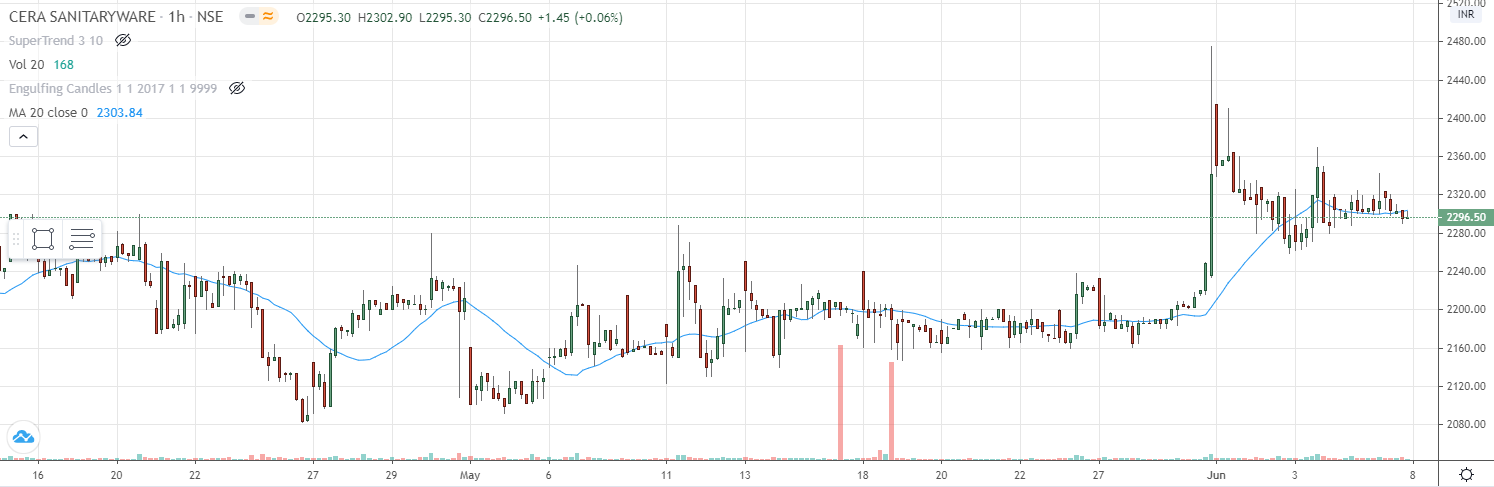 CERA SANITARYWARE · 1h · NSE O2295.30 H2302.90 L2295.30 C2296.50 +1.45 (+0.06%)
SuperTrend 3 10
Vol 20 168
Engulfing Candles 1 1 2017 1 1 9999
MA 20 close 0 2303.84
2520.00
INR
2480.00
2440.00
2400.00
2360.00
2320.00
2296.50
2280.00
2240.00
2200.00
2160.00
2120.00
2080.00
16 20 22 27 29 May 6 11 13 18 20 22 27 Jun 3 8